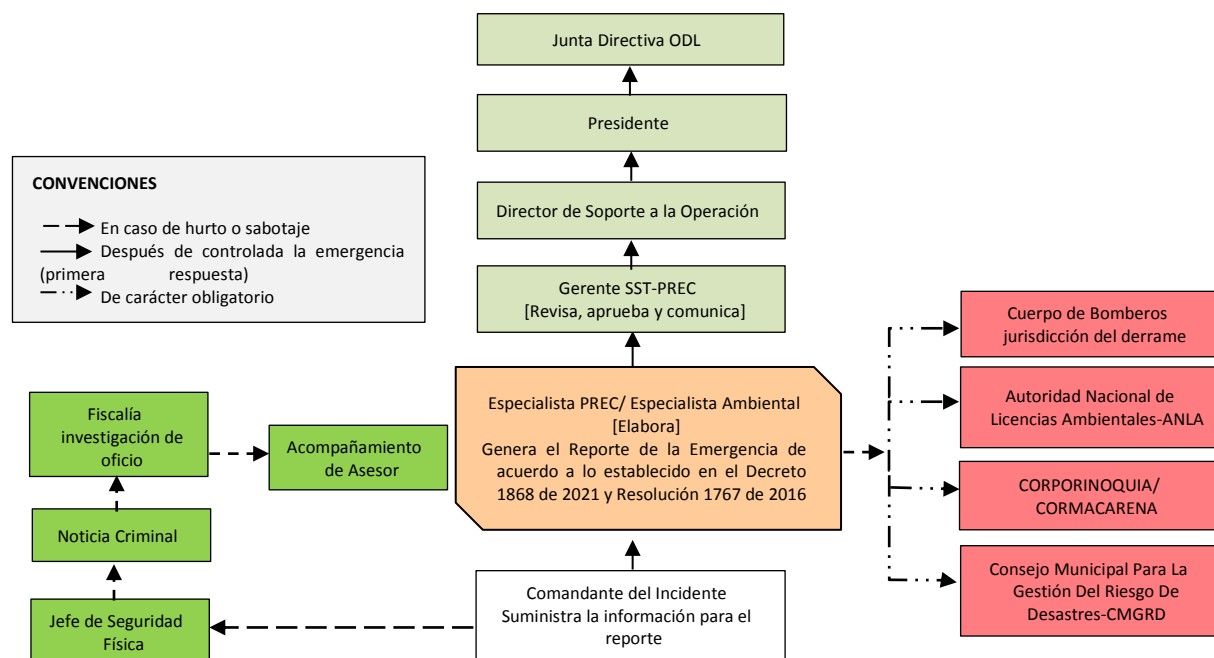 Junta Directiva ODL
Presidente
CONVENCIONES
En caso de hurto o sabotaje
Después de controlada la emergencia
(primera respuesta)
De carácter obligatorio
Director de Soporte a la Operación
Gerente SST-PREC
[Revisa, aprueba y comunica]
Cuerpo de Bomberos
jurisdicción del derrame
Especialista PREC/ Especialista Ambiental
[Elabora]
Genera el Reporte de la Emergencia de
acuerdo a lo establecido en el Decreto
1868 de 2021 y Resolución 1767 de 2016
Autoridad Nacional de
Licencias Ambientales-ANLA
Fiscalía
investigación de
oficio
Acompañamiento
de Asesor
CORPORINOQUIA/
CORMACARENA
Noticia Criminal
Consejo Municipal Para La
Gestión Del Riesgo De
Desastres-CMGRD
Comandante del Incidente
Suministra la información para el
reporte
Jefe de Seguridad
Física